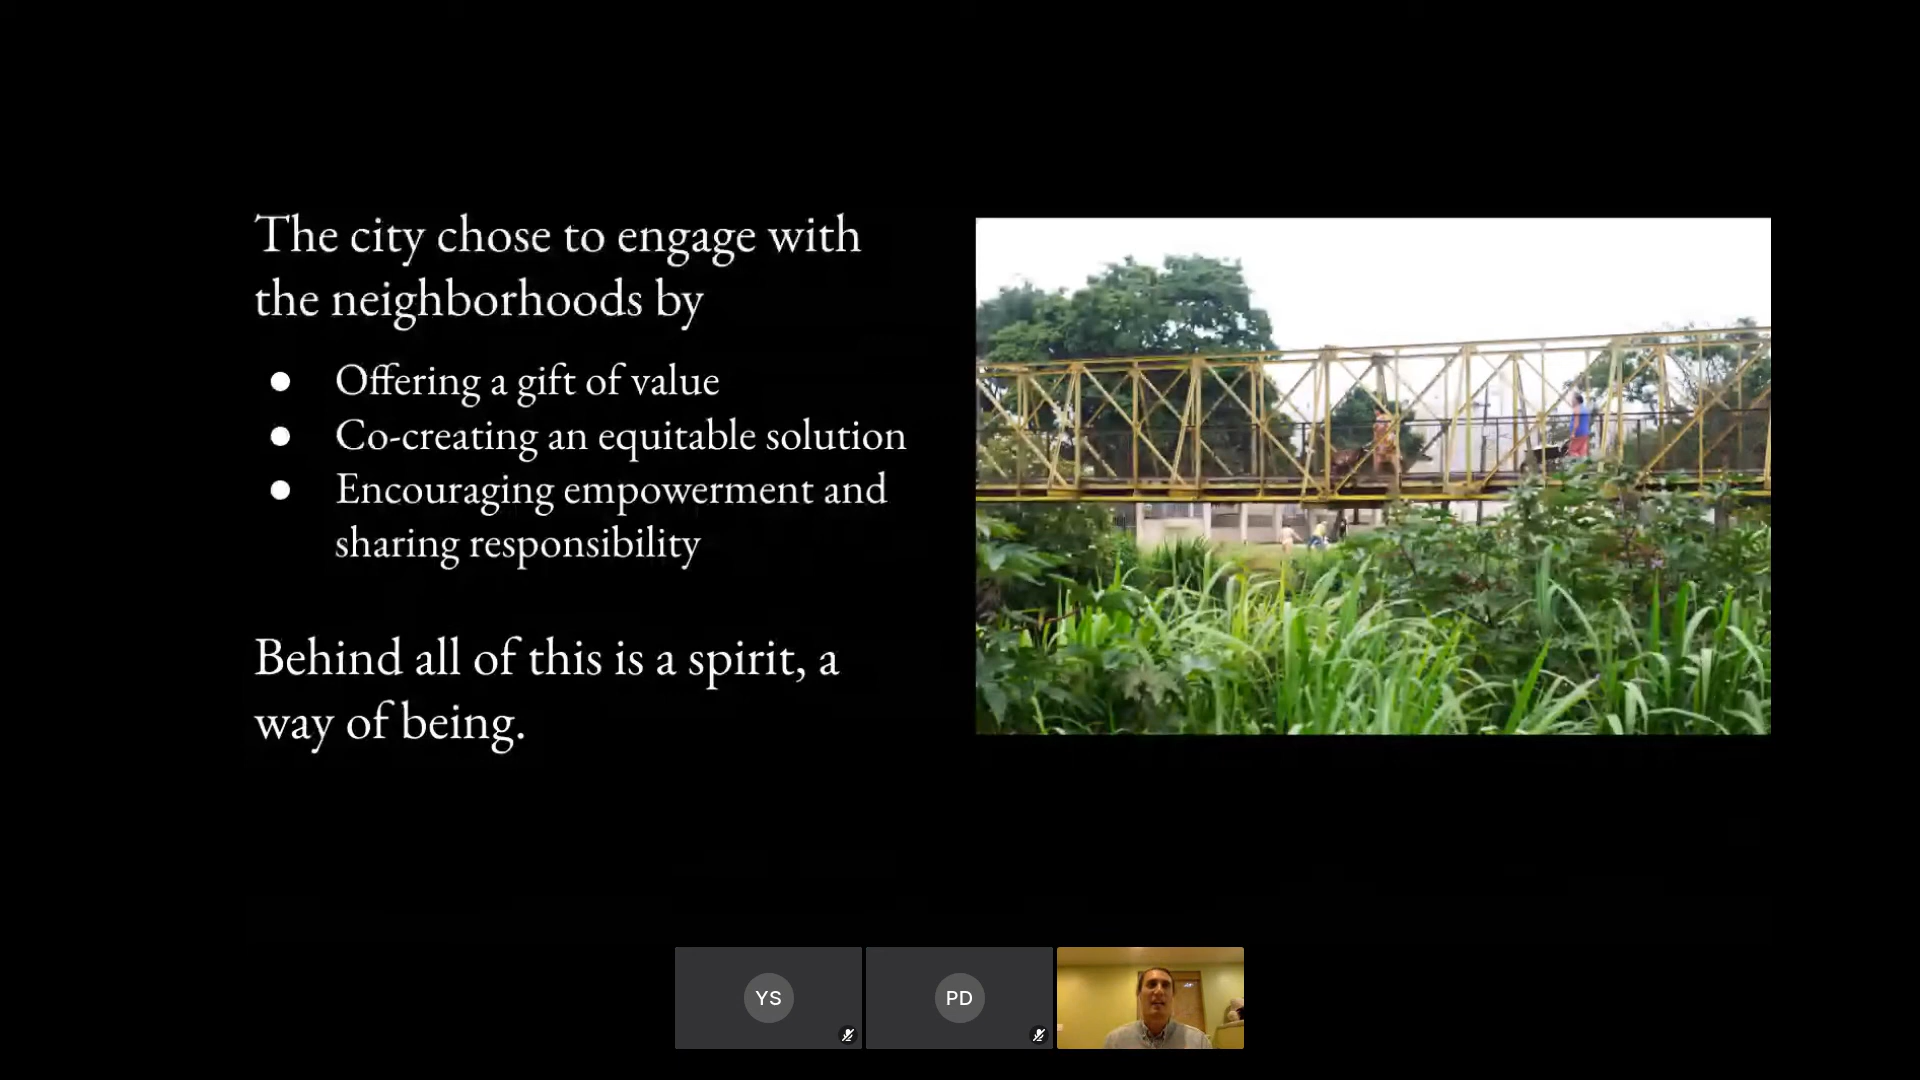 The city chose to engage with
the neighborhoods by
● Offering a gift of value
● Co-creating an equitable solution
● Encouraging empowerment and
sharing responsibility
Behind all of this is a spirit, a
way of being.
YS
PD